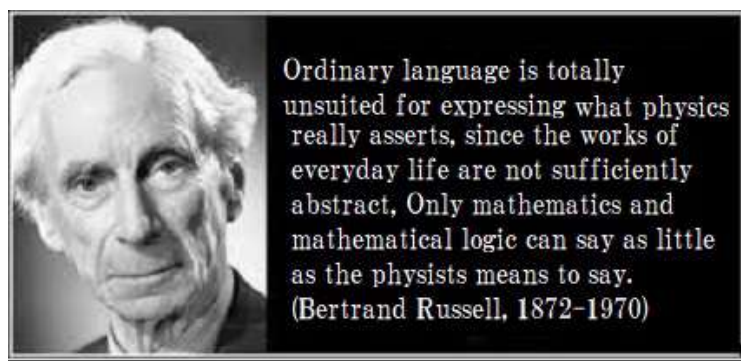 Ordinary language is totally
unsuited for expressing what physics
really asserts, since the works of
everyday life are not sufficiently
abstract, Only mathematics and
mathematical logic can say as little
as the physists means to say.
(Bertrand Russell, 1872-1970)